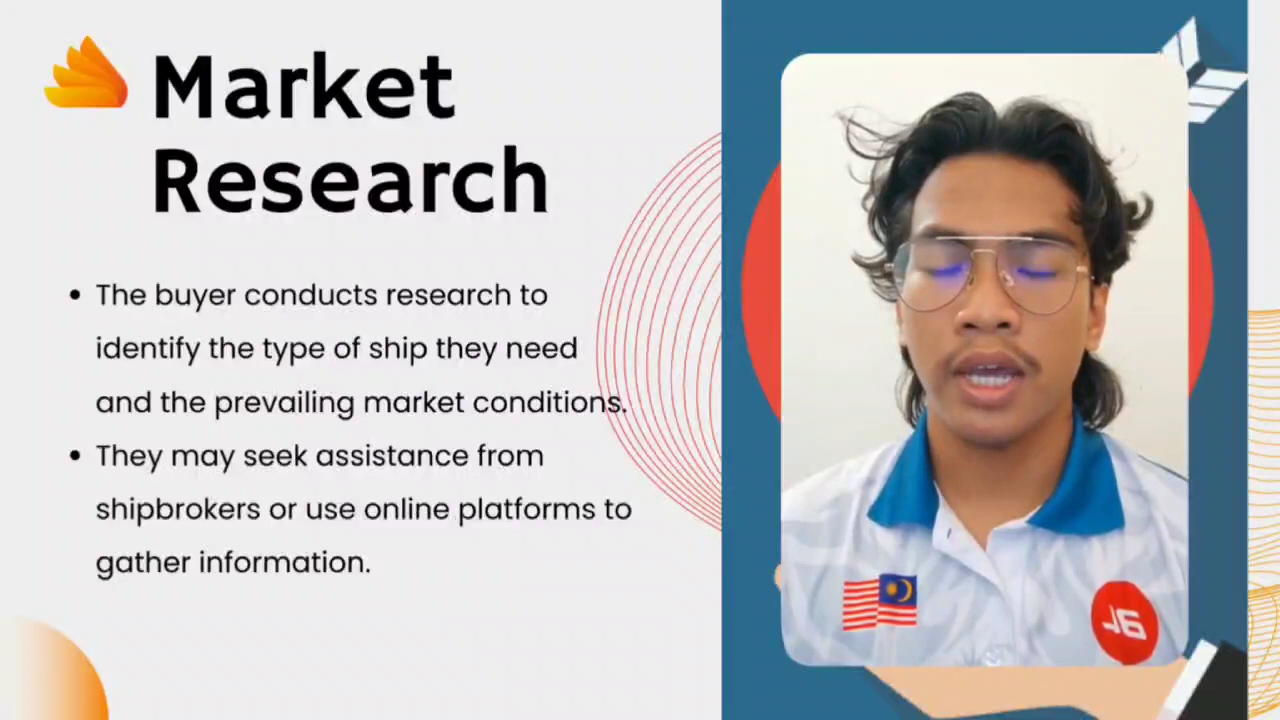 Market
Research
The buyer conducts research to
identify the type of ship they need
and the prevailing market conditions.
They may seek assistance from
shipbrokers or use online platforms to
gather information.